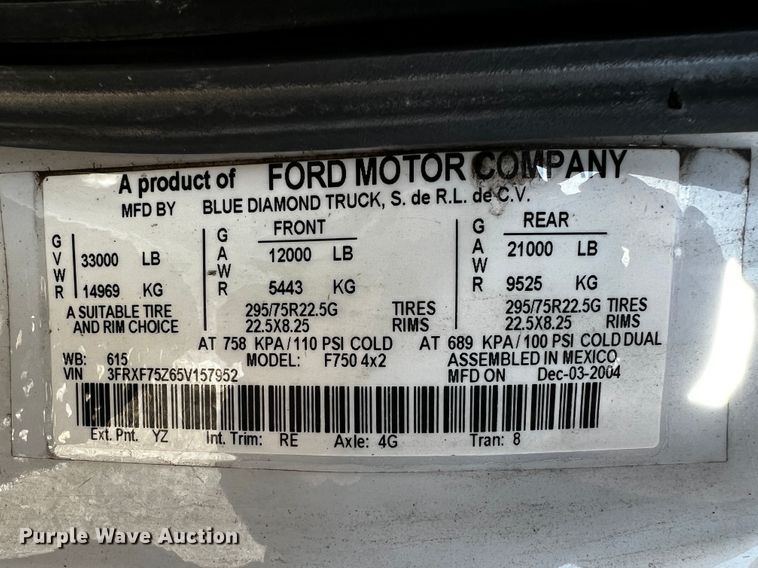 A product of FORD MOTOR COMPANY
MFD BY BLUE DIAMOND TRUCK, S. de R.L. de C.V.
GVWR 33000 LB
14969 KG
FRONT
GAWR 12000 LB
5443 KG
REAR
GAWR 21000 LB
9525 KG
A SUITABLE TIRE
AND RIM CHOICE
295/75R22.5G TIRES
22.5X8.25 RIMS
295/75R22.5G TIRES
22.5X8.25 RIMS
AT 758 KPA/110 PSI COLD AT 689 KPA/100 PSI COLD DUAL
WB: 615 MODEL: F750 4x2 ASSEMBLED IN MEXICO
VIN 3FRXF75Z65V157952 MFD ON Dec-03-2004
Ext. Pnt. YZ Int. Trim: RE Axle: 4G Tran: 8
Purple Wave Auction